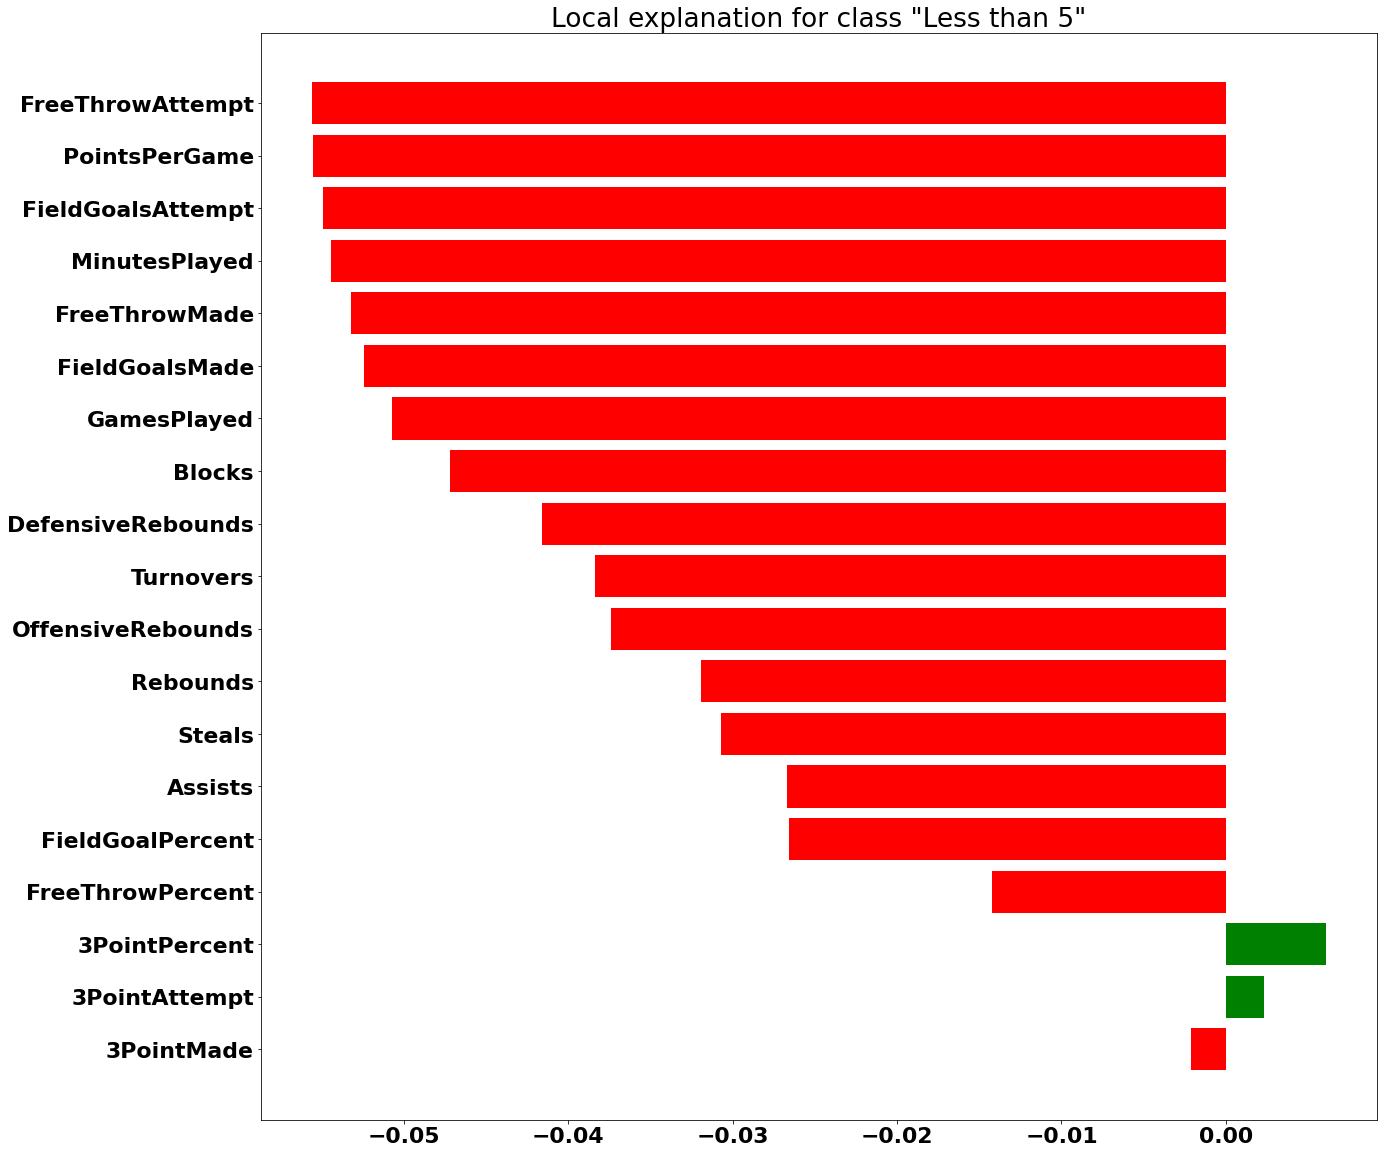 Local explanation for class "Less than 5"
FreeThrowAttempt
PointsPerGame
FieldGoalsAttempt
MinutesPlayed
FreeThrowMade
FieldGoalsMade
GamesPlayed
Blocks
DefensiveRebounds
Turnovers
OffensiveRebounds
Rebounds
Steals
Assists
FieldGoalPercent
FreeThrowPercent
3PointPercent
3PointAttempt
3PointMade
−0.05 −0.04 −0.03 −0.02 −0.01 0.00